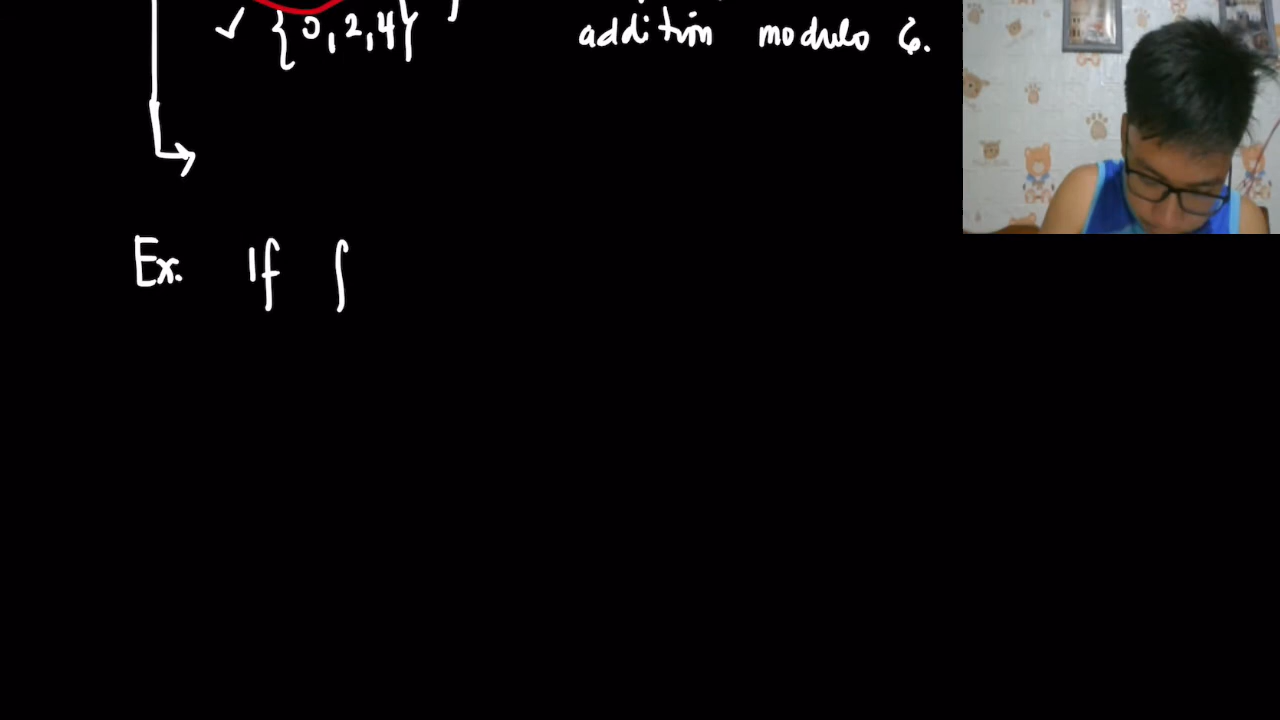 ✓ {0, 2, 4}
addition modulo 6.
Ex. If f